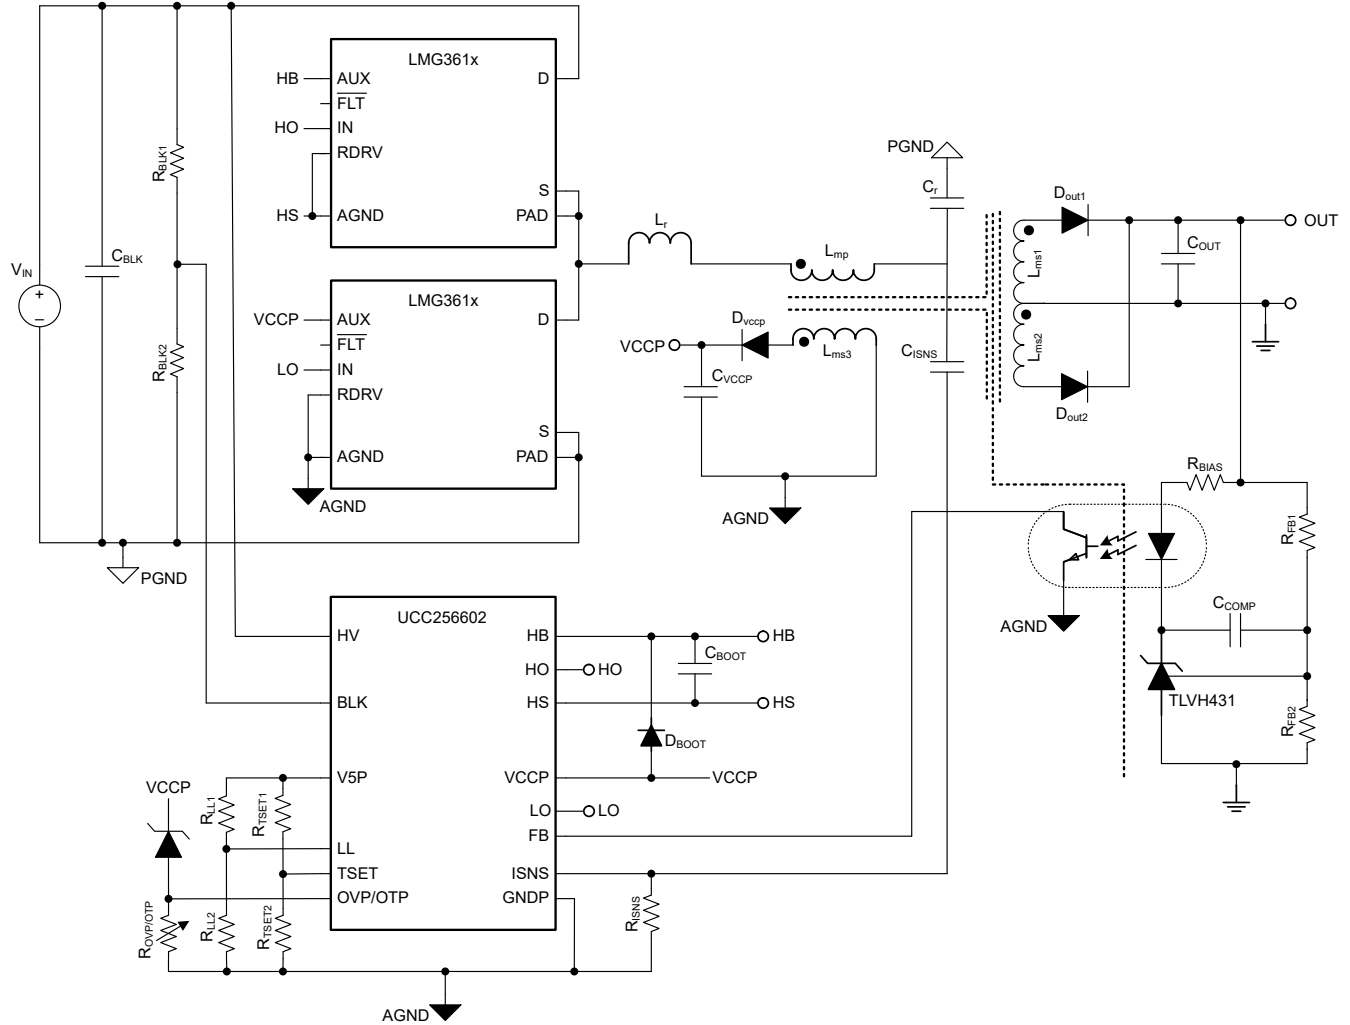 LMG361x
HB
AUX
D
FLT
HO
IN
RDRV
S
HS
AGND
PAD
LMG361x
VCCP
AUX
D
FLT
LO
IN
RDRV
S
AGND
PAD
AGND
VIN
+
−
CBLK
RBLK1
RBLK2
PGND
Lr
Lmp
PGND
Cr
Dvccp
VCCP
Lms3
CVCCP
CISNS
AGND
Dout1
Lms1
Lms2
Dout2
COUT
OUT
RBIAS
RFB1
CCOMP
AGND
TLVH431
RFB2
UCC256602
HV
HB
HB
CBOOT
HO
HO
BLK
HS
HS
DBOOT
V5P
VCCP
VCCP
LO
LO
FB
LL
TSET
ISNS
OVP/OTP
GNDP
VCCP
RLL1
RTSET1
ROVP/OTP
RLL2
RTSET2
RISNS
AGND